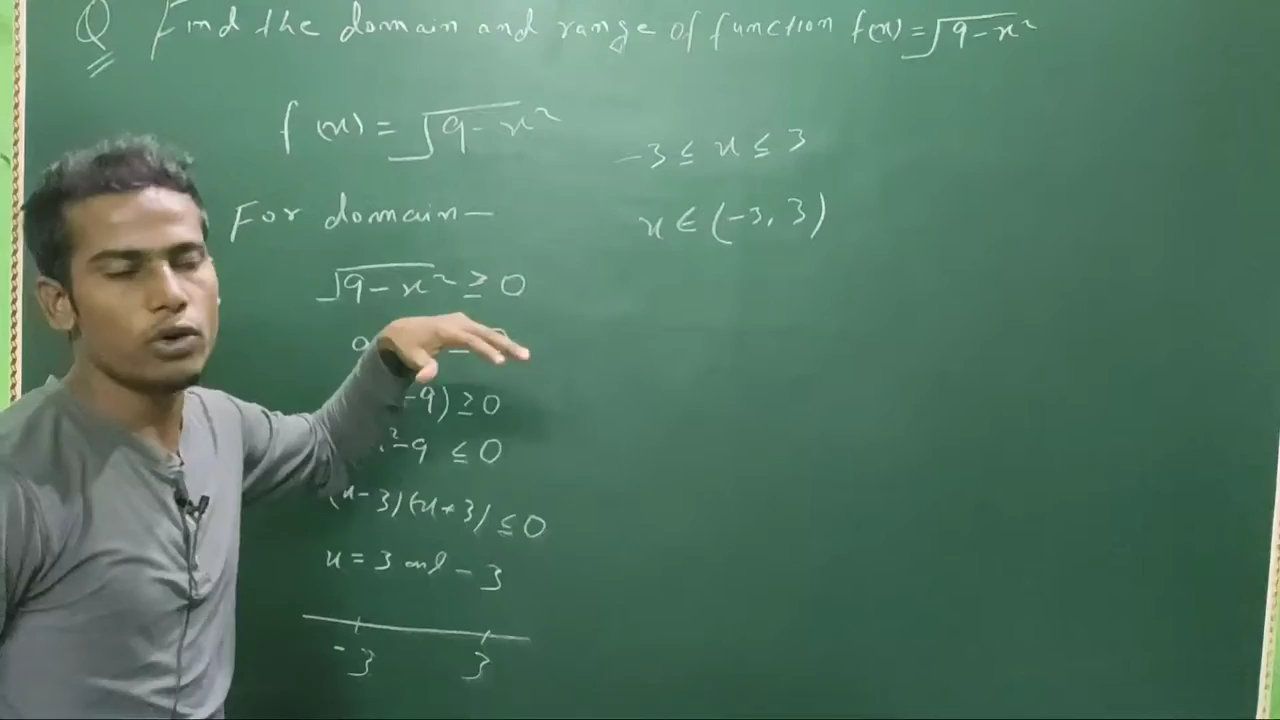 Q Find the domain and range of function f(x) = √9-x²
f(x) = √9-x²
For domain—
√9-x² ≥ 0
-9) ≥ 0
²-9 ≤ 0
(x-3)(x+3) ≤ 0
x = 3 and -3
-3 3
-3 ≤ x ≤ 3
x ∈ (-3, 3)